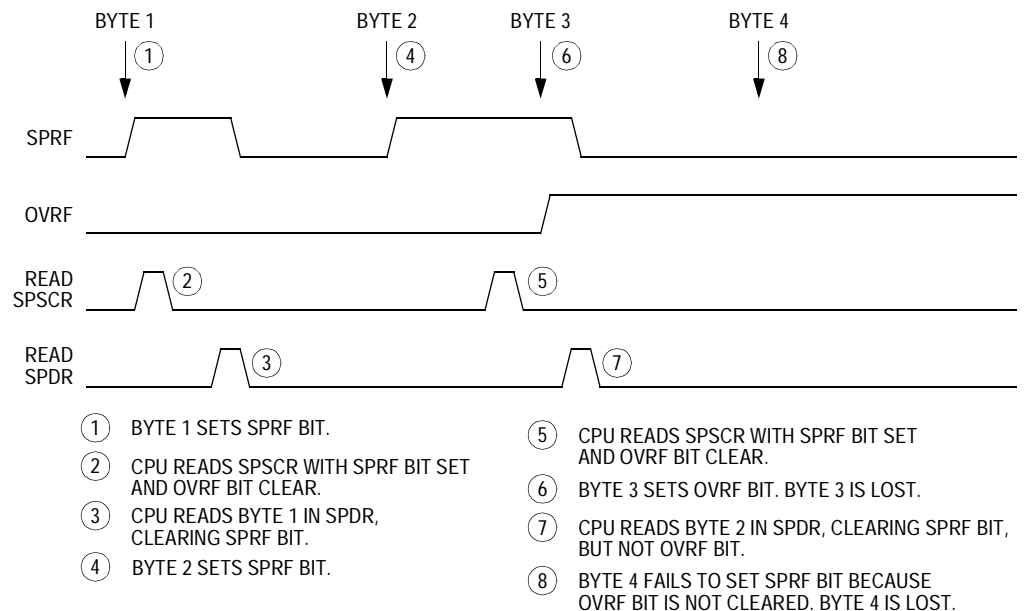 BYTE 1 BYTE 2 BYTE 3 BYTE 4
1 4 6 8
SPRF
OVRF
READ
SPSCR
2 5
READ
SPDR
3 7
1 BYTE 1 SETS SPRF BIT.
2 CPU READS SPSCR WITH SPRF BIT SET
AND OVRF BIT CLEAR.
3 CPU READS BYTE 1 IN SPDR,
CLEARING SPRF BIT.
4 BYTE 2 SETS SPRF BIT.
5 CPU READS SPSCR WITH SPRF BIT SET
AND OVRF BIT CLEAR.
6 BYTE 3 SETS OVRF BIT. BYTE 3 IS LOST.
7 CPU READS BYTE 2 IN SPDR, CLEARING SPRF BIT,
BUT NOT OVRF BIT.
8 BYTE 4 FAILS TO SET SPRF BIT BECAUSE
OVRF BIT IS NOT CLEARED. BYTE 4 IS LOST.